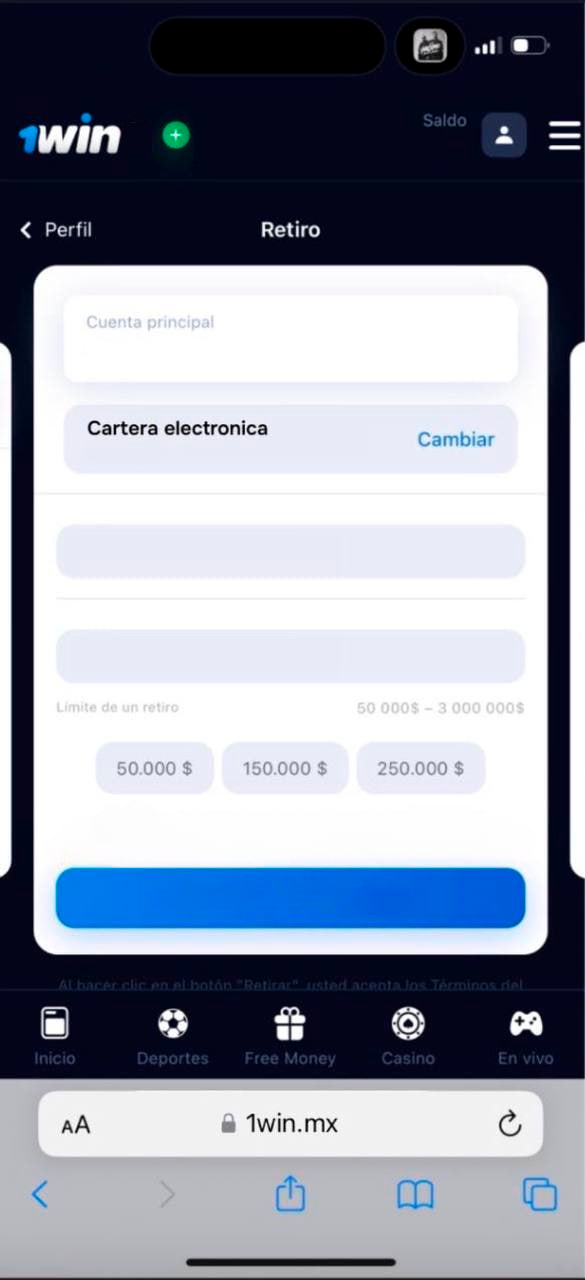 1win
Saldo
Perfil
Retiro
Cuenta principal
Cartera electronica
Cambiar
Limite de un retiro
50 000$ – 3 000 000$
50.000 $
150.000 $
250.000 $
Al hacer clic en el botón "Retirar", usted acepta los Términos del
Inicio
Deportes
Free Money
Casino
En vivo
AA
1win.mx